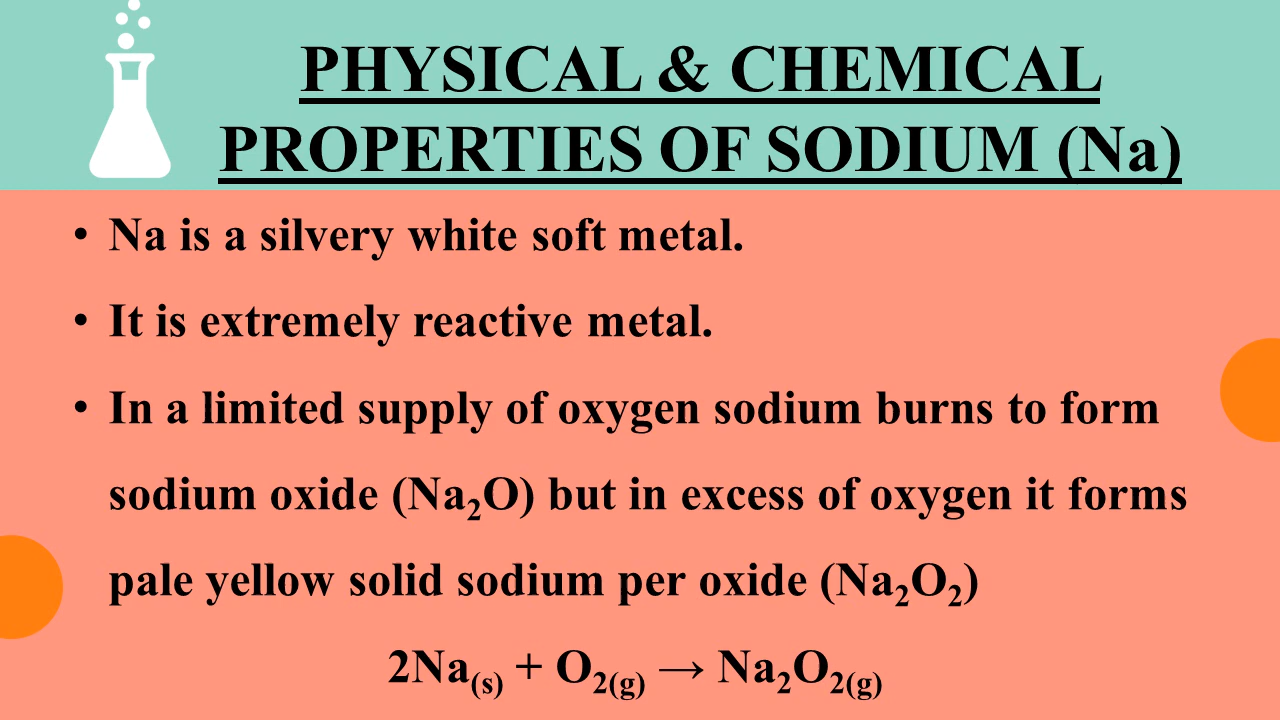 PHYSICAL & CHEMICAL
PROPERTIES OF SODIUM (Na)
• Na is a silvery white soft metal.
• It is extremely reactive metal.
• In a limited supply of oxygen sodium burns to form
sodium oxide (Na₂O) but in excess of oxygen it forms
pale yellow solid sodium per oxide (Na₂O₂)
2Na₍s₎ + O₂₍g₎ → Na₂O₂₍g₎